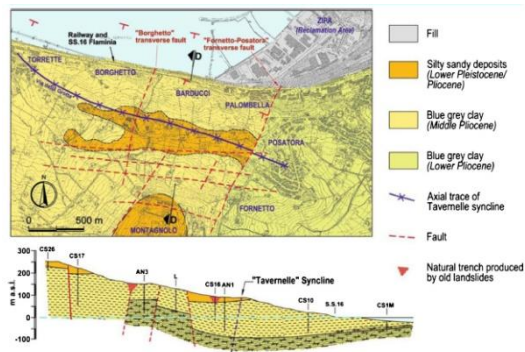 "Borghetto"
transverse fault
"Fornetto-Posatora"
transverse fault
ZIPA
(Reclamation Area)
Railway and
SS.16 Flaminia
D
TORRETTE
BORGHETTO
BARDUCCI
PALOMBELLA
POSATORA
N
FORNETTO
0 500 m
D
MONTAGNOLO
Fill
Silty sandy deposits
(Lower Pleistocene/
Pliocene)
Blue grey clay
(Middle Pliocene)
Blue grey clay
(Lower Pliocene)
Axial trace of
Tavernelle syncline
Fault
Natural trench produced
by old landslides
m a.s.l.
300
200
100
0
-100
CS26
CS17
AN3
L
CS16
AN1
"Tavernelle" Syncline
CS10
S.S.16
CS1M